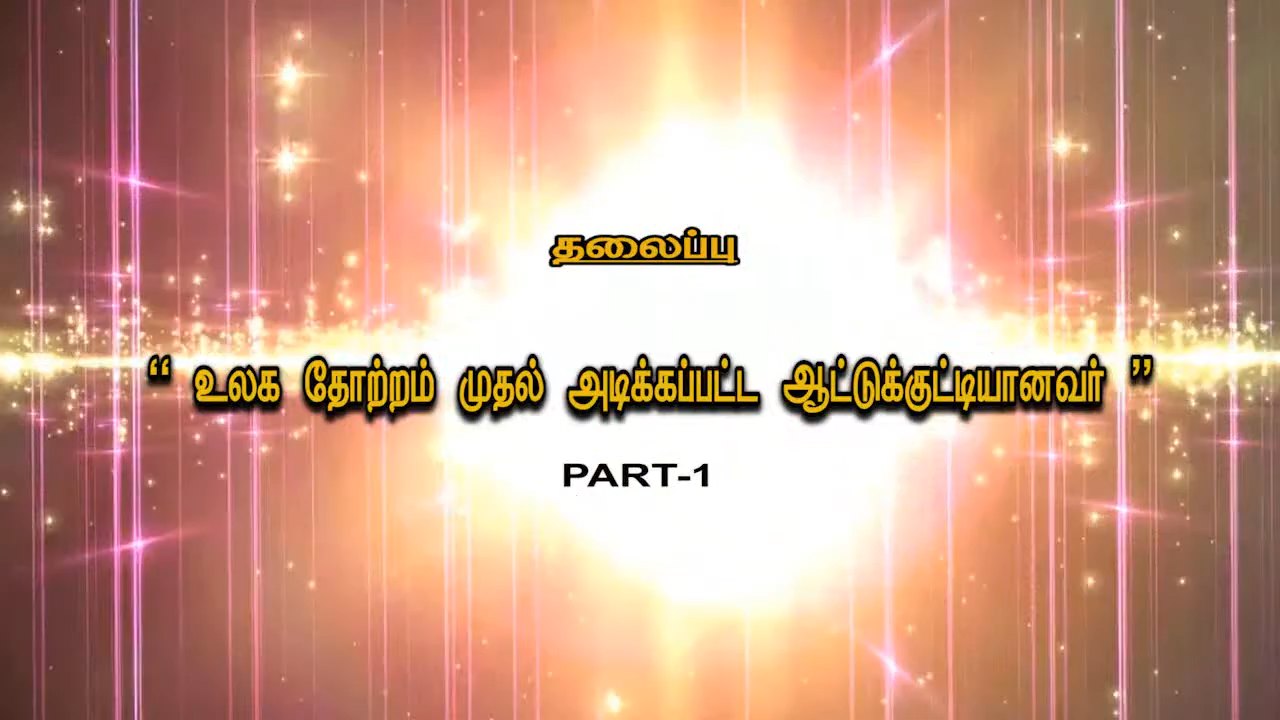 தலைப்பு
“ உலக தோற்றம் முதல் அடிக்கப்பட்ட ஆட்டுக்குட்டியானவர் ”
PART-1